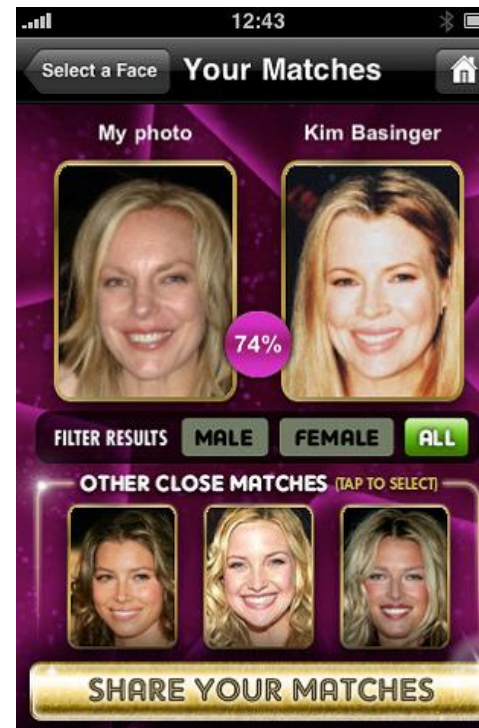 12:43
Select a Face Your Matches
My photo Kim Basinger
74%
FILTER RESULTS MALE FEMALE ALL
OTHER CLOSE MATCHES (TAP TO SELECT)
SHARE YOUR MATCHES